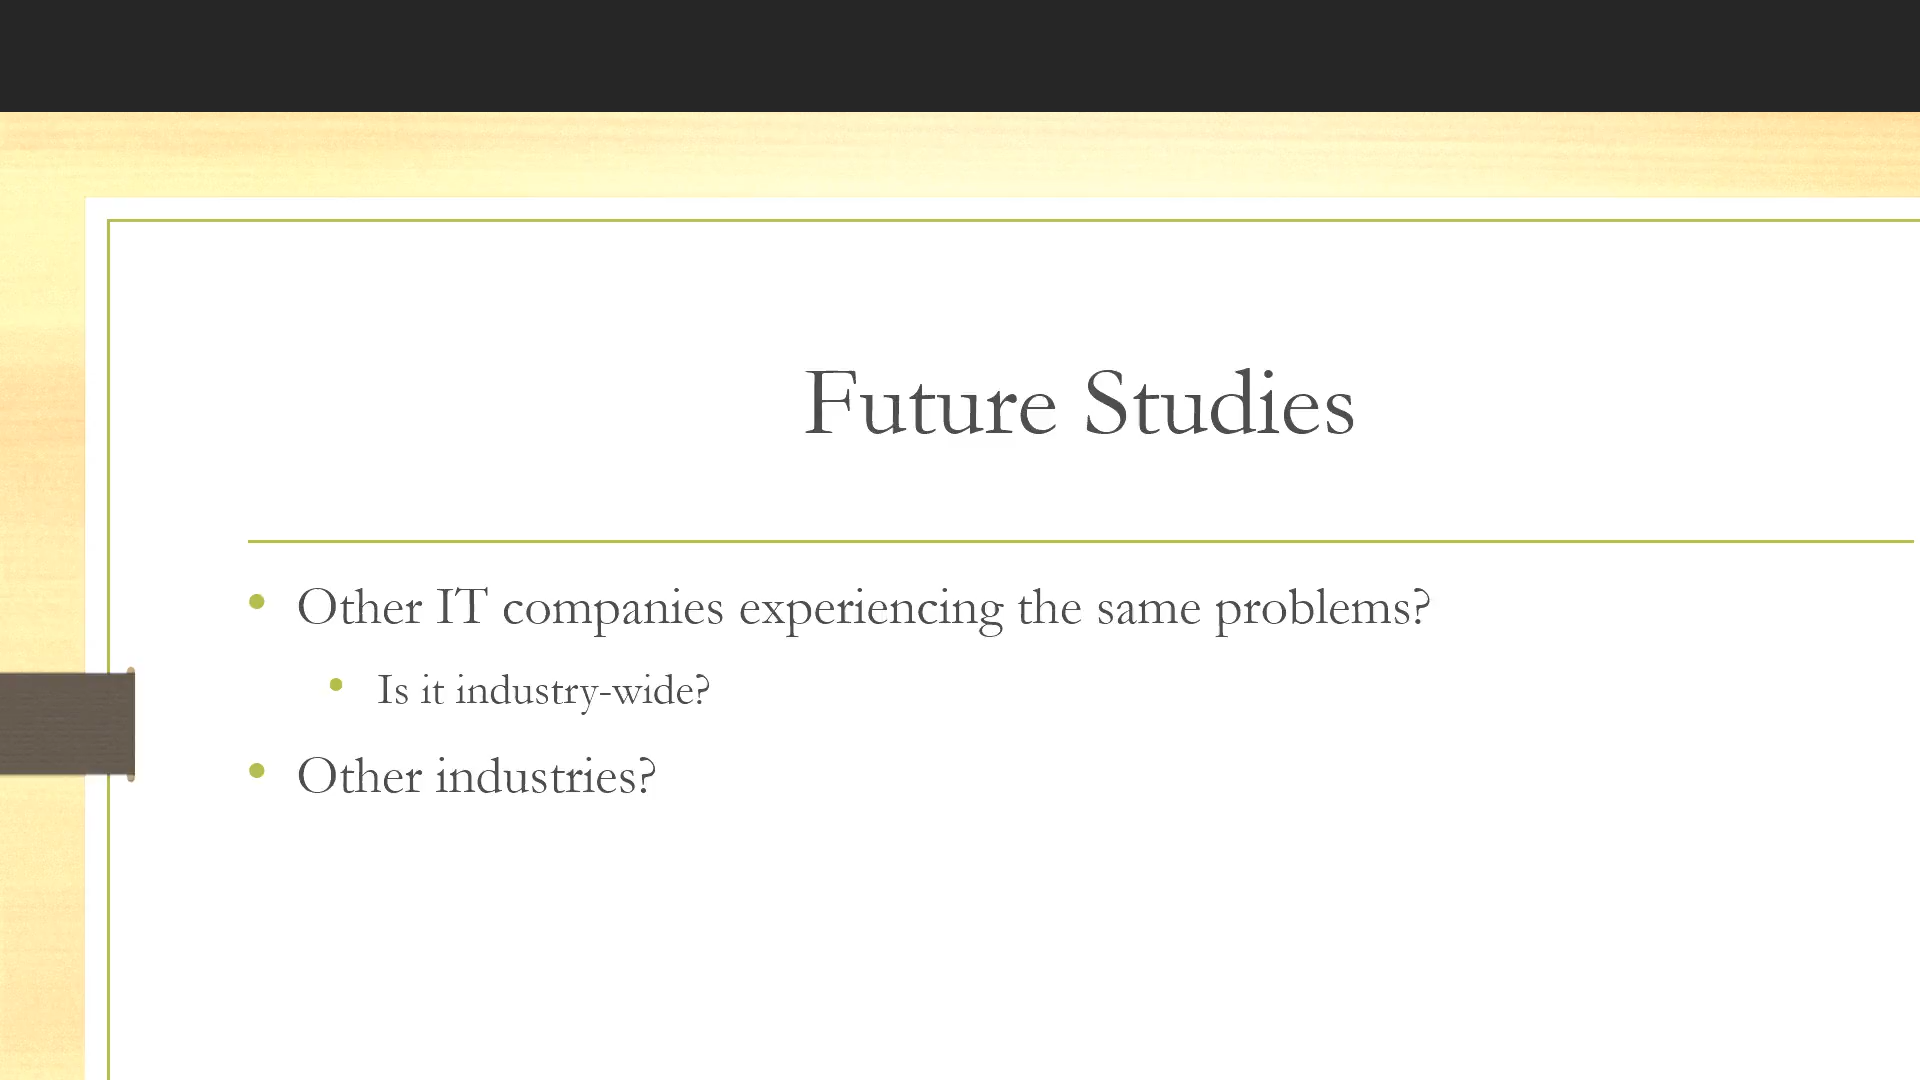 Future Studies
• Other IT companies experiencing the same problems?
• Is it industry-wide?
• Other industries?